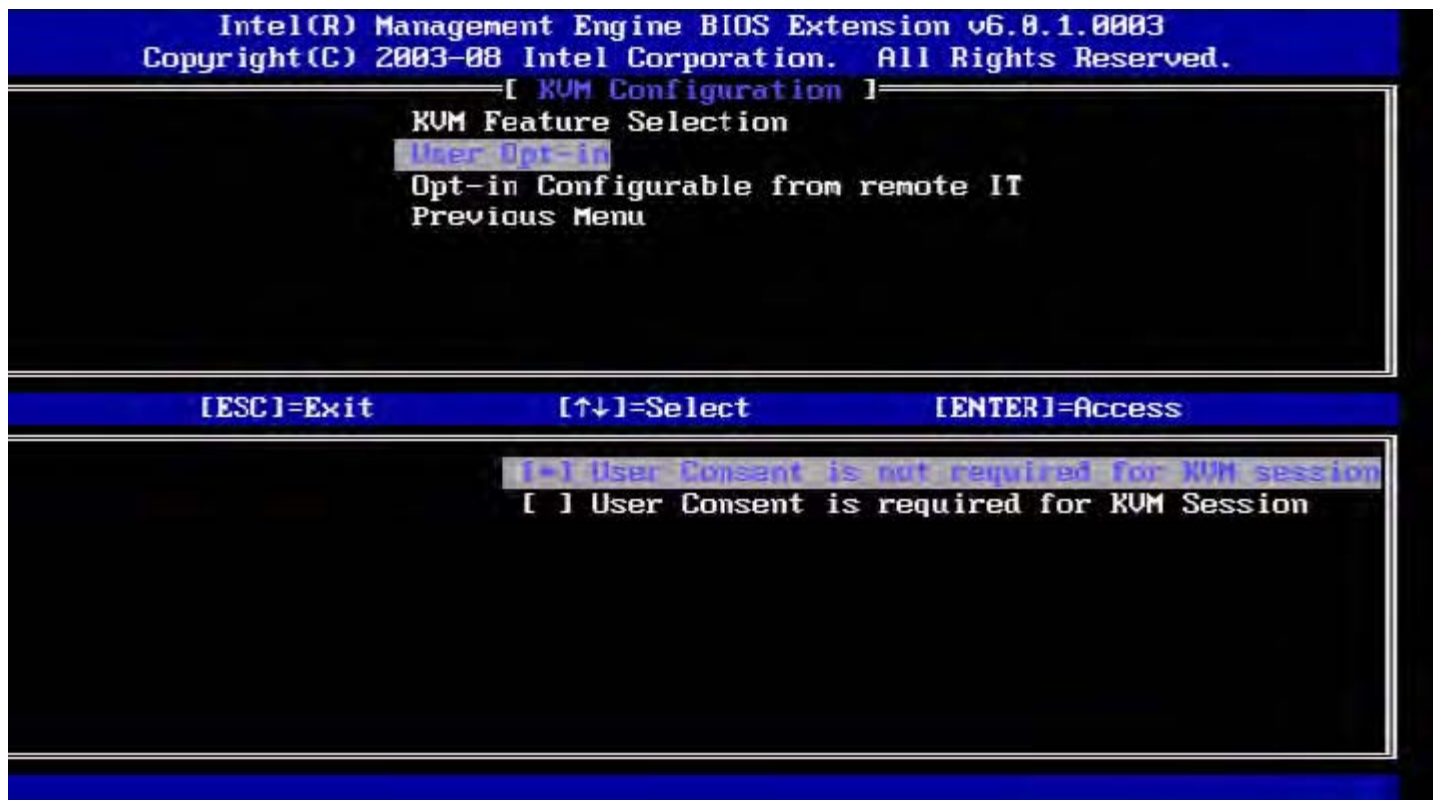 Intel(R) Management Engine BIOS Extension v6.0.1.0003
Copyright(C) 2003-08 Intel Corporation. All Rights Reserved.
[ KVM Configuration ]
KVM Feature Selection
User Opt-in
Opt-in Configurable from remote IT
Previous Menu
[ESC]=Exit [↑↓]=Select [ENTER]=Access
[*] User Consent is not required for KVM session
[ ] User Consent is required for KVM Session